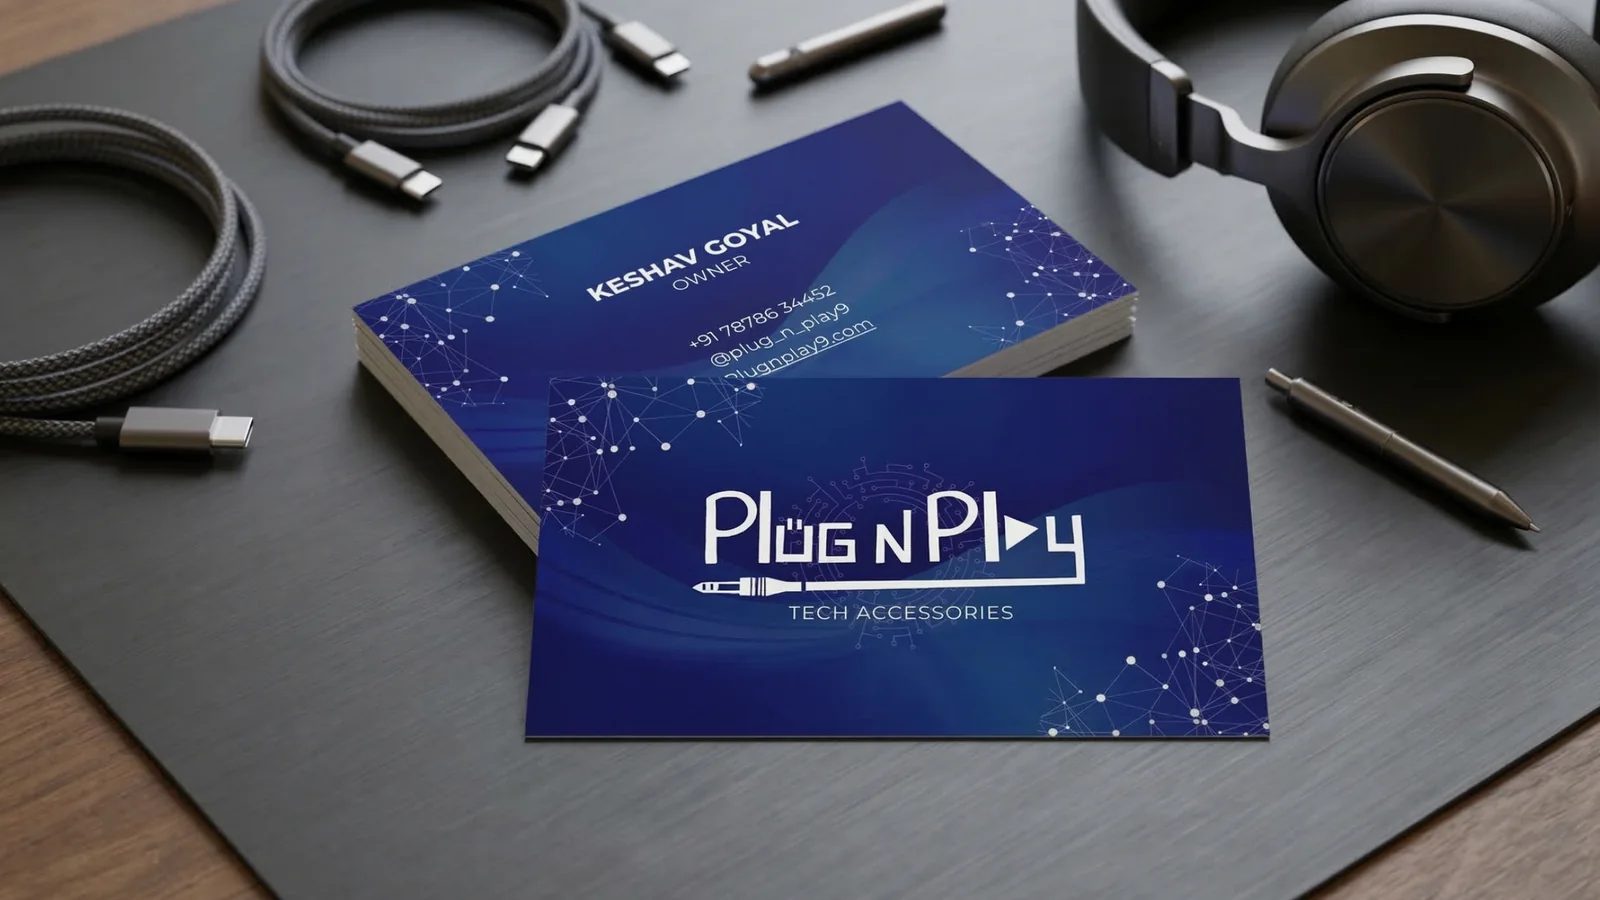 KESHAV GOYAL
OWNER
+91 78786 34452
@plug_n_play9
Plugnplay9.com
Plug N Play
TECH ACCESSORIES